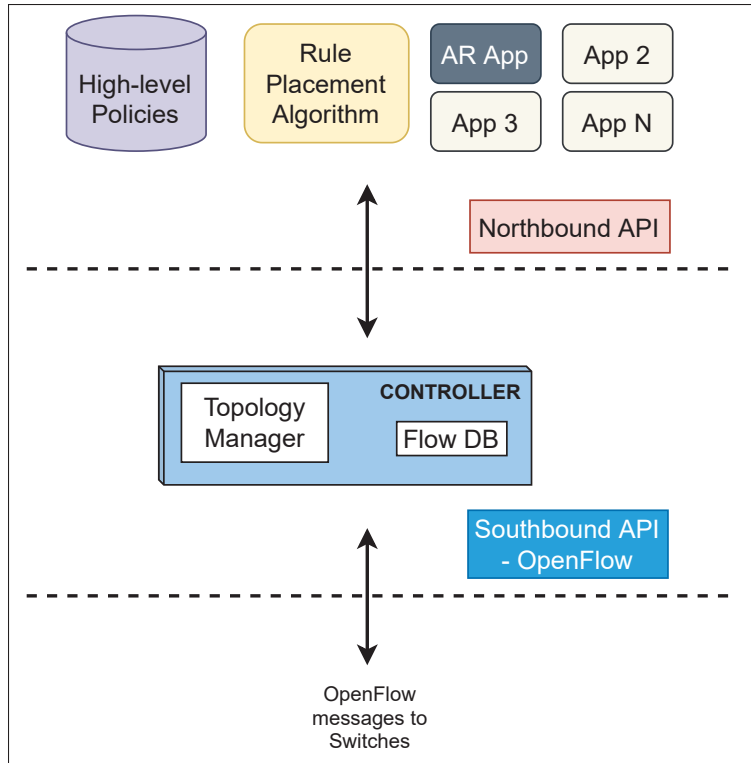 High-level
Policies
Rule
Placement
Algorithm
AR App
App 2
App 3
App N
Northbound API
CONTROLLER
Topology
Manager
Flow DB
Southbound API
- OpenFlow
OpenFlow
messages to
Switches